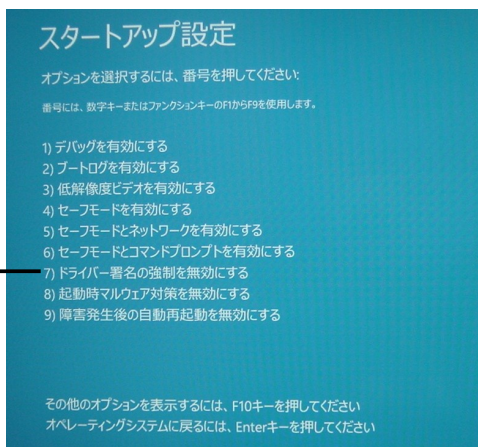 スタートアップ設定
オプションを選択するには、番号を押してください:
番号には、数字キーまたはファンクションキーのF1からF9を使用します。
1) デバッグを有効にする
2) ブートログを有効にする
3) 低解像度ビデオを有効にする
4) セーフモードを有効にする
5) セーフモードとネットワークを有効にする
6) セーフモードとコマンドプロンプトを有効にする
7) ドライバー署名の強制を無効にする
8) 起動時マルウェア対策を無効にする
9) 障害発生後の自動再起動を無効にする
その他のオプションを表示するには、F10キーを押してください
オペレーティングシステムに戻るには、Enterキーを押してください